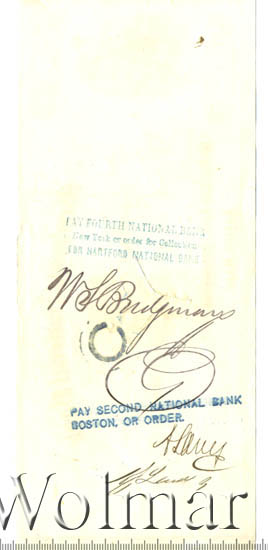 PAY FOURTH NATIONAL BANK
New York or order for Collection
FOR HARTFORD NATIONAL BANK
W S Bridgman
PAY SECOND NATIONAL BANK
BOSTON, OR ORDER.
Wolmar